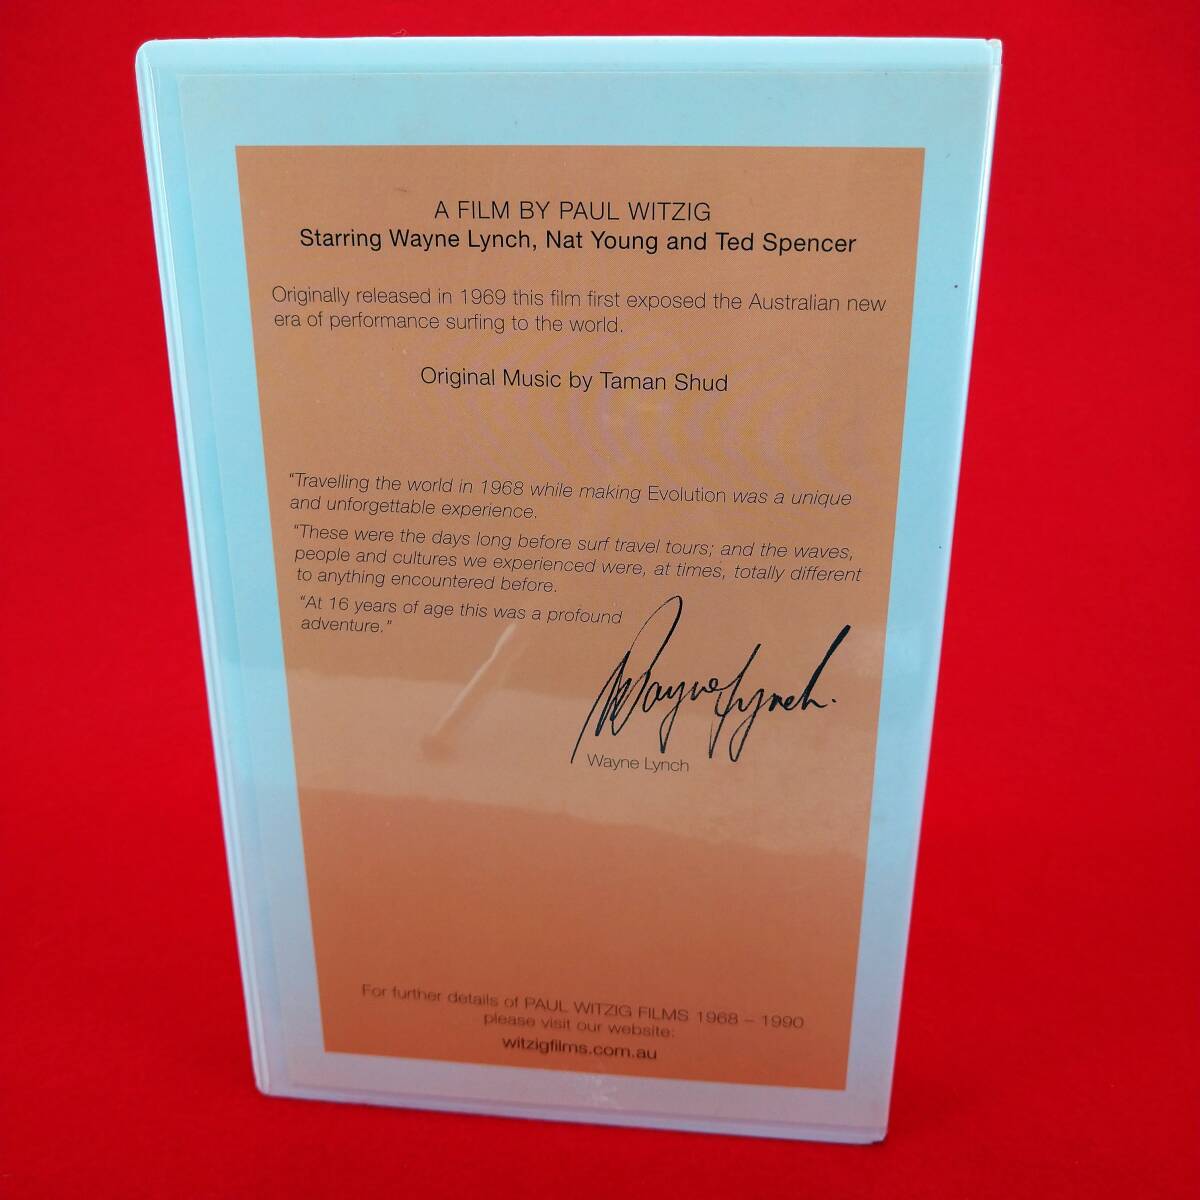 A FILM BY PAUL WITZIG
Starring Wayne Lynch, Nat Young and Ted Spencer
Originally released in 1969 this film first exposed the Australian new
era of performance surfing to the world.
Original Music by Taman Shud
“Travelling the world in 1968 while making Evolution was a unique
and unforgettable experience.
“These were the days long before surf travel tours; and the waves,
people and cultures we experienced were, at times, totally different
to anything encountered before.
“At 16 years of age this was a profound
adventure.”
Wayne Lynch.
Wayne Lynch
For further details of PAUL WITZIG FILMS 1968 – 1990
please visit our website:
witzigfilms.com.au